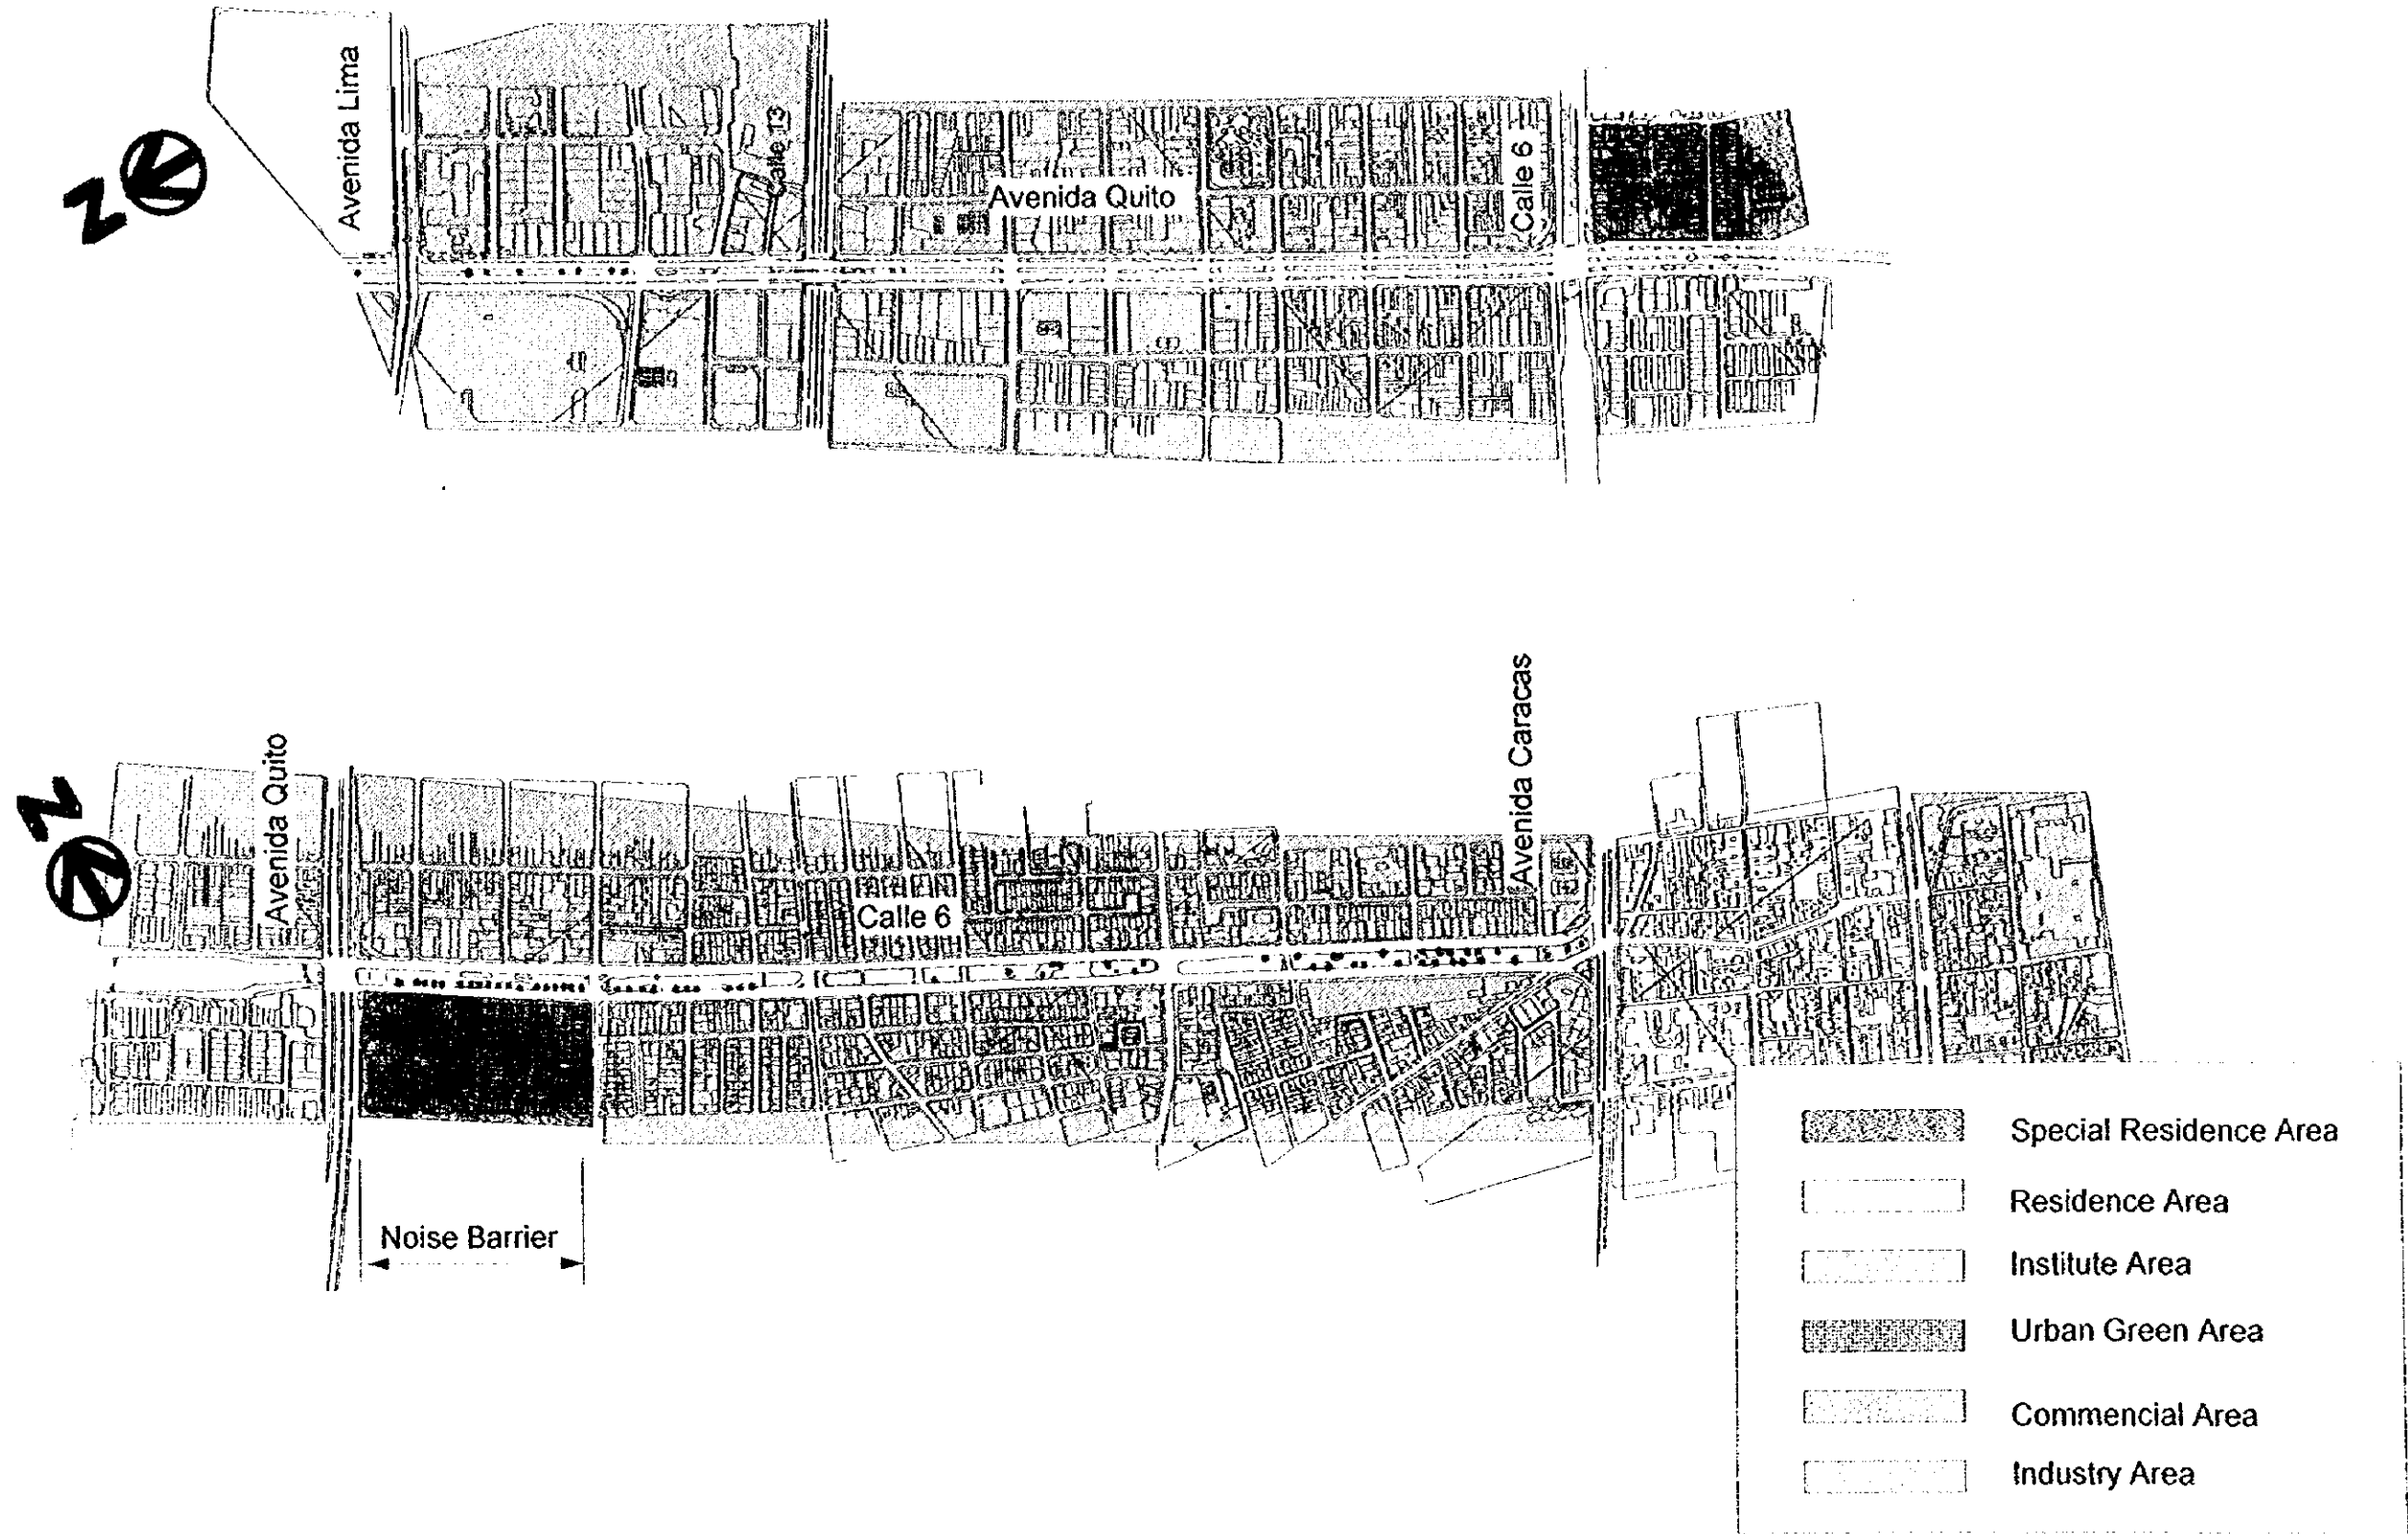 Avenida Lima
Calle 13
Avenida Quito
Calle 6
N
Avenida Quito
Calle 6
Avenida Caracas
N
Noise Barrier
Special Residence Area
Residence Area
Institute Area
Urban Green Area
Commencial Area
Industry Area